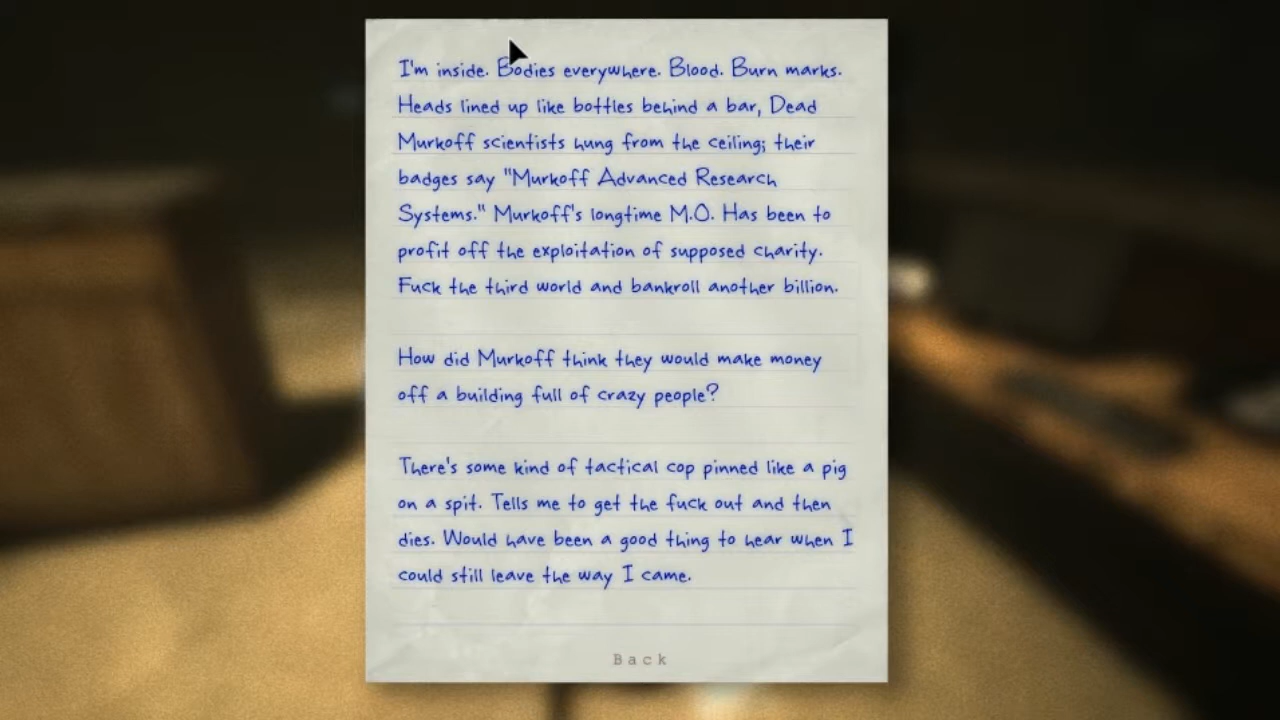 I'm inside. Bodies everywhere. Blood. Burn marks.
Heads lined up like bottles behind a bar, Dead
Murkoff scientists hung from the ceiling; their
badges say "Murkoff Advanced Research
Systems." Murkoff's longtime M.O. Has been to
profit off the exploitation of supposed charity.
Fuck the third world and bankroll another billion.
How did Murkoff think they would make money
off a building full of crazy people?
There's some kind of tactical cop pinned like a pig
on a spit. Tells me to get the fuck out and then
dies. Would have been a good thing to hear when I
could still leave the way I came.
Back